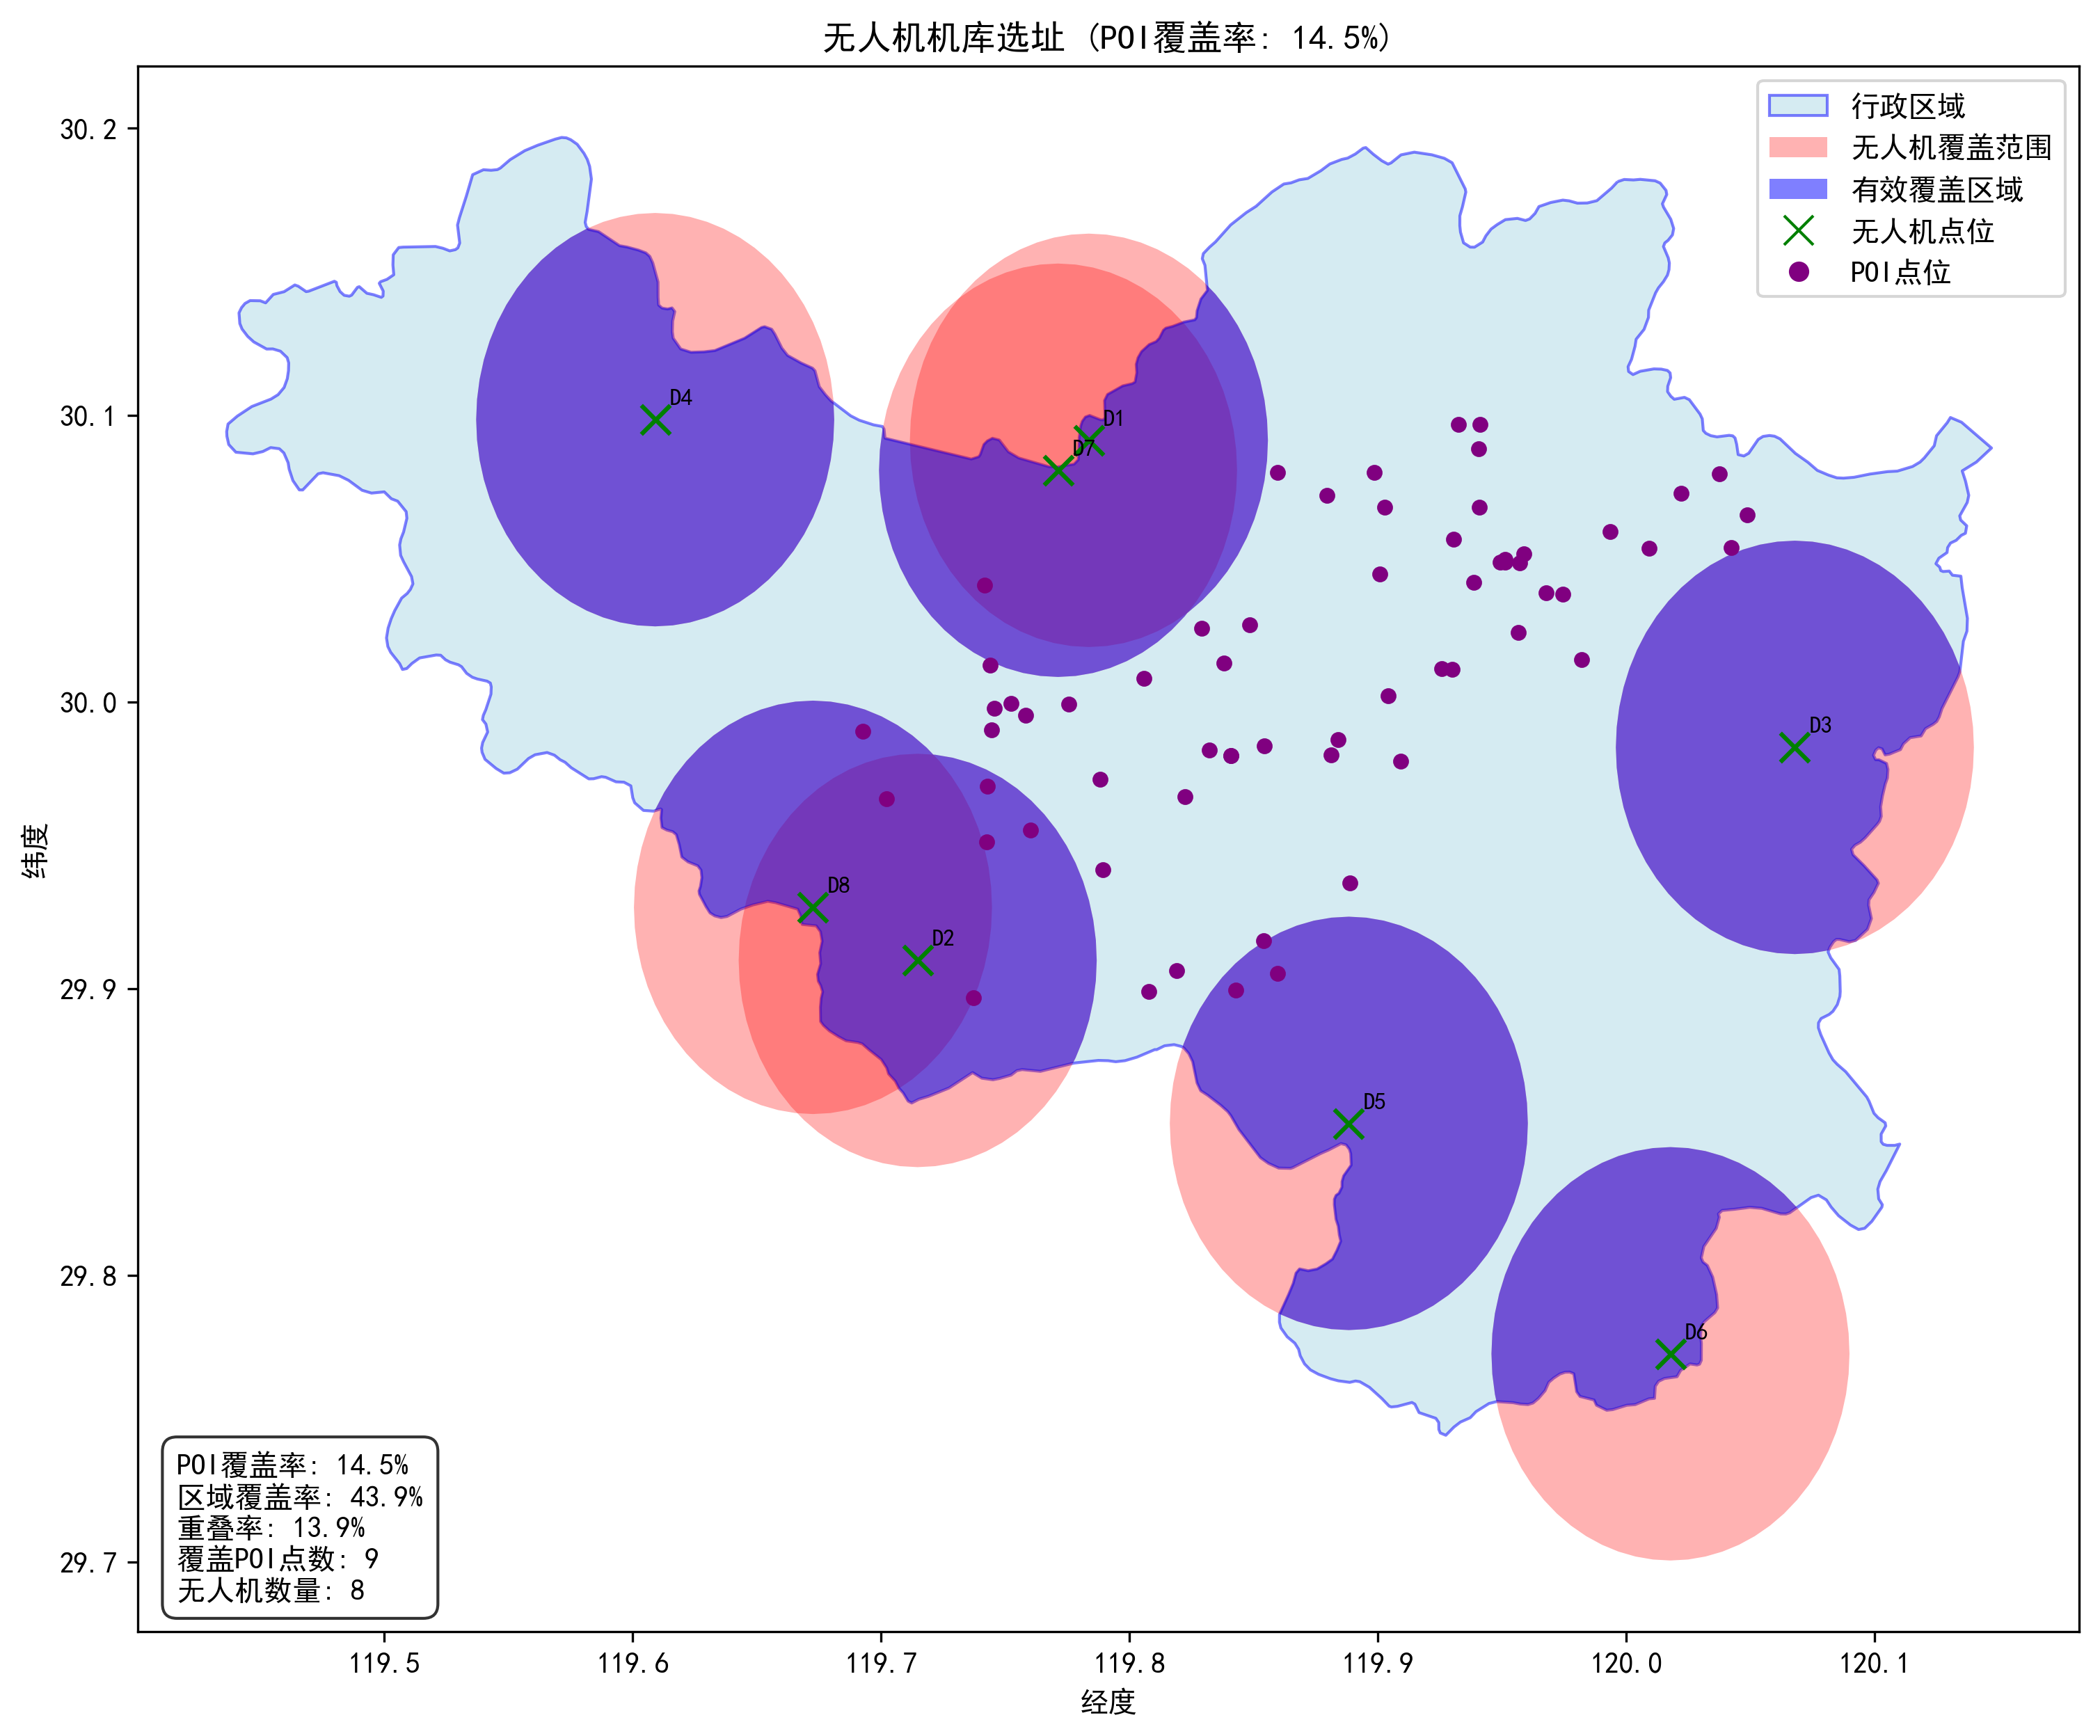 无人机机库选址 (POI覆盖率: 14.5%)
行政区域
无人机覆盖范围
有效覆盖区域
无人机点位
POI点位
30.2
30.1
30.0
29.9
29.8
29.7
纬度
D4
D1
D7
D3
D8
D2
D5
D6
POI覆盖率: 14.5%
区域覆盖率: 43.9%
重叠率: 13.9%
覆盖POI点数: 9
无人机数量: 8
119.5 119.6 119.7 119.8 119.9 120.0 120.1
经度